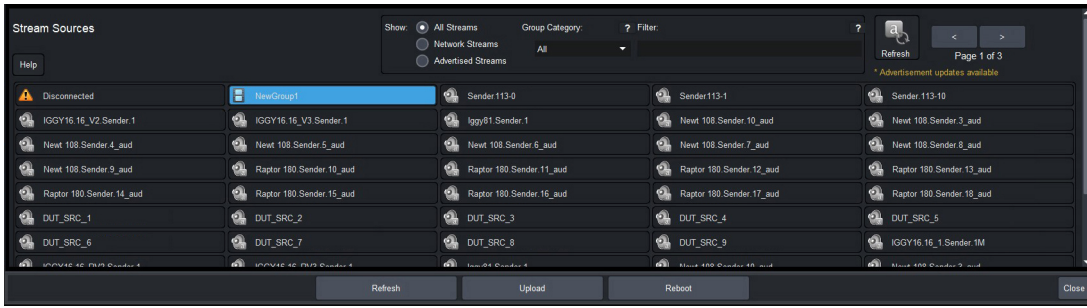 Stream Sources
Show: All Streams Group Category: ? Filter: ?
Network Streams All
Advertised Streams
Help
a Refresh < >
Page 1 of 3
* Advertisement updates available
Disconnected NewGroup1 Sender.113-0 Sender113-1 Sender.113-10
IGGY16.16_V2.Sender.1 IGGY16.16_V3.Sender.1 Iggy81.Sender.1 Newt 108.Sender.10_aud Newt 108.Sender.3_aud
Newt 108.Sender.4_aud Newt 108.Sender.5_aud Newt 108.Sender.6_aud Newt 108.Sender.7_aud Newt 108.Sender.8_aud
Newt 108.Sender.9_aud Raptor 180.Sender.10_aud Raptor 180.Sender.11_aud Raptor 180.Sender.12_aud Raptor 180.Sender.13_aud
Raptor 180.Sender.14_aud Raptor 180.Sender.15_aud Raptor 180.Sender.16_aud Raptor 180.Sender.17_aud Raptor 180.Sender.18_aud
DUT_SRC_1 DUT_SRC_2 DUT_SRC_3 DUT_SRC_4 DUT_SRC_5
DUT_SRC_6 DUT_SRC_7 DUT_SRC_8 DUT_SRC_9 IGGY16.16_1.Sender.1M
Refresh Upload Reboot Close